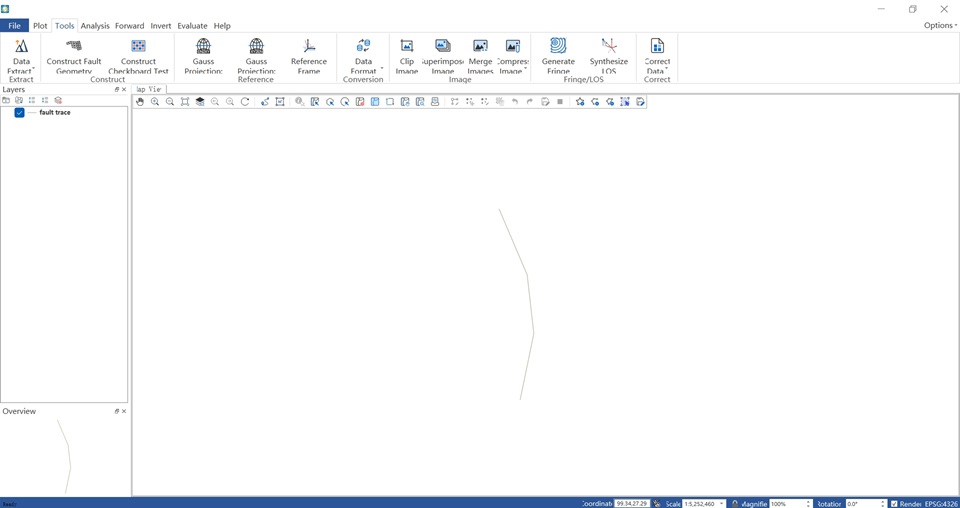 File Plot Tools Analysis Forward Invert Evaluate Help Options
Data Extract
Construct Fault Geometry
Construct Checkboard Test
Gauss Projection:
Gauss Projection:
Reference Frame
Data Format
Clip Image
Superimpose Image
Merge Images
Compress Image
Generate Fringe
Synthesize LOS
Correct Data
Extract Construct Reference Conversion Image Fringe/LOS Correct
Layers
Map View
fault trace
Overview
Ready
Coordinate 99.34,27.29 Scale 1:5,252,460 Magnifie 100% Rotation 0.0° Render EPSG:4326